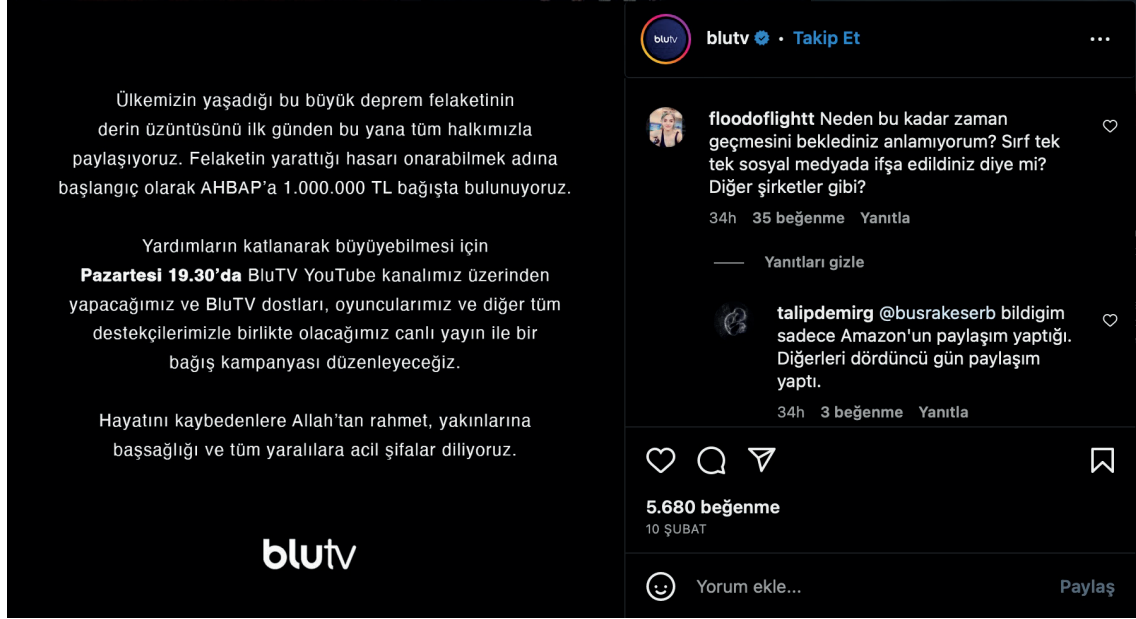 Ülkemizin yaşadığı bu büyük deprem felaketinin
derin üzüntüsünü ilk günden bu yana tüm halkımızla
paylaşıyoruz. Felaketin yarattığı hasarı onarabilmek adına
başlangıç olarak AHBAP’a 1.000.000 TL bağışta bulunuyoruz.
Yardımların katlanarak büyüyebilmesi için
Pazartesi 19.30’da BluTV YouTube kanalımız üzerinden
yapacağımız ve BluTV dostları, oyuncularımız ve diğer tüm
destekçilerimizle birlikte olacağımız canlı yayın ile bir
bağış kampanyası düzenleyeceğiz.
Hayatını kaybedenlere Allah’tan rahmet, yakınlarına
başsağlığı ve tüm yaralılara acil şifalar diliyoruz.
blutv
blutv
blutv • Takip Et
floodoflightt Neden bu kadar zaman
geçmesini beklediniz anlamıyorum? Sırf tek
tek sosyal medyada ifşa edildiniz diye mi?
Diğer şirketler gibi?
34h 35 beğenme Yanıtla
Yanıtları gizle
talipdemirg @busrakeserb bildigim
sadece Amazon'un paylaşım yaptığı.
Diğerleri dördüncü gün paylaşım
yaptı.
34h 3 beğenme Yanıtla
5.680 beğenme
10 ŞUBAT
Yorum ekle...
Paylaş